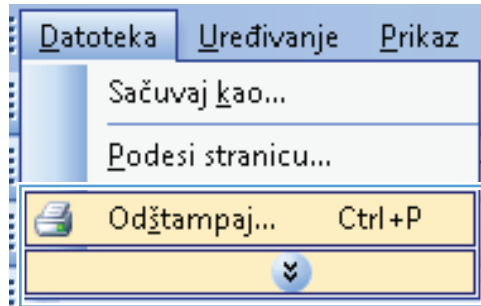 Datoteka Uređivanje Prikaz
Sačuvaj kao...
Podesi stranicu...
Odštampaj... Ctrl+P